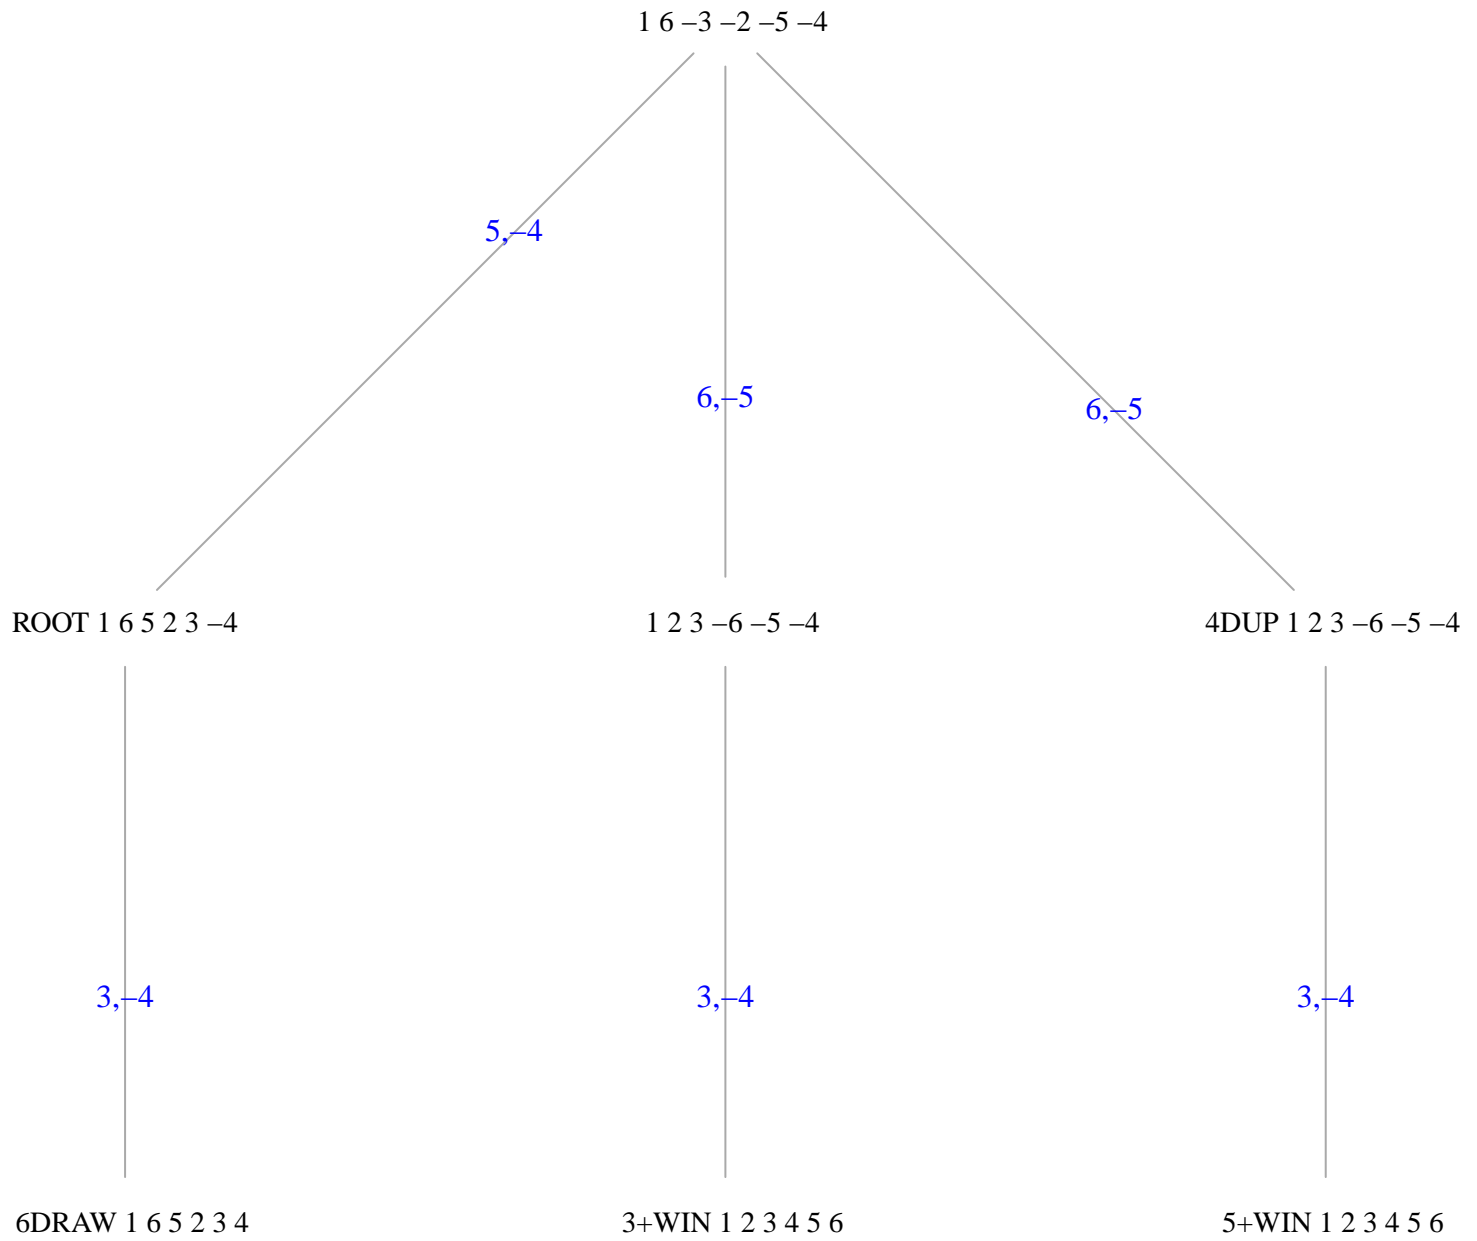 1 6 –3 –2 –5 –4
5,–4
6,–5
6,–5
ROOT 1 6 5 2 3 –4
1 2 3 –6 –5 –4
4DUP 1 2 3 –6 –5 –4
3,–4
3,–4
3,–4
6DRAW 1 6 5 2 3 4
3+WIN 1 2 3 4 5 6
5+WIN 1 2 3 4 5 6